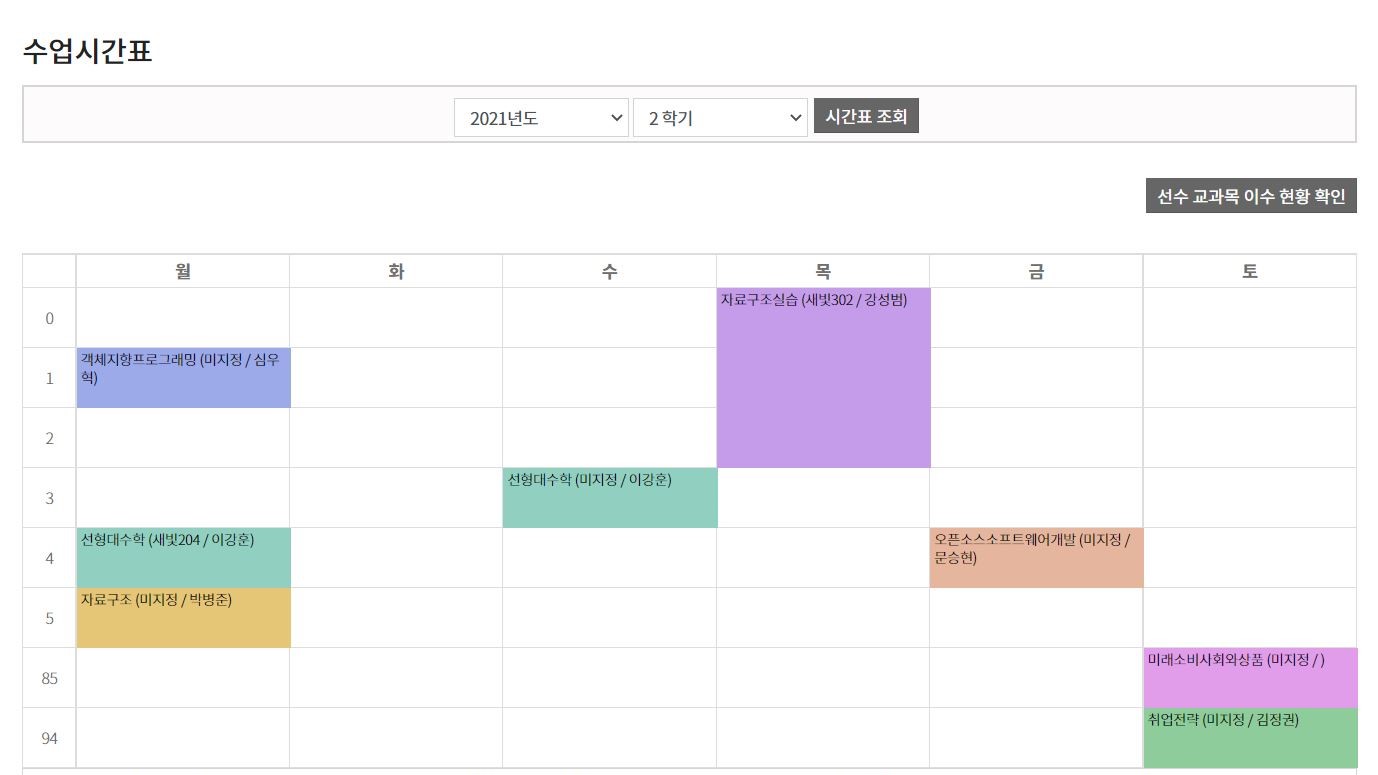 수업시간표
2021년도
2 학기
시간표 조회
선수 교과목 이수 현황 확인
월 화 수 목 금 토
0
자료구조실습 (새빛302 / 강성범)
1
객체지향프로그래밍 (미지정 / 심우
혁)
2
3
선형대수학 (미지정 / 이강훈)
4
선형대수학 (새빛204 / 이강훈)
오픈소스소프트웨어개발 (미지정 /
문승현)
5
자료구조 (미지정 / 박병준)
85
미래소비사회와상품 (미지정 / )
94
취업전략 (미지정 / 김정권)